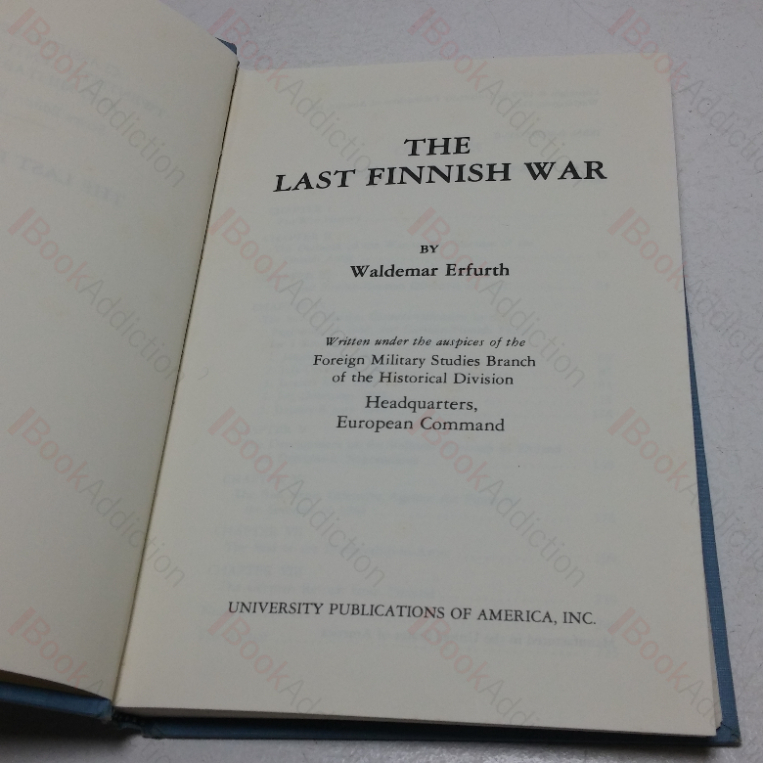 THE
LAST FINNISH WAR
BY
Waldemar Erfurth
Written under the auspices of the
Foreign Military Studies Branch
of the Historical Division
Headquarters,
European Command
UNIVERSITY PUBLICATIONS OF AMERICA, INC.
BookAddiction